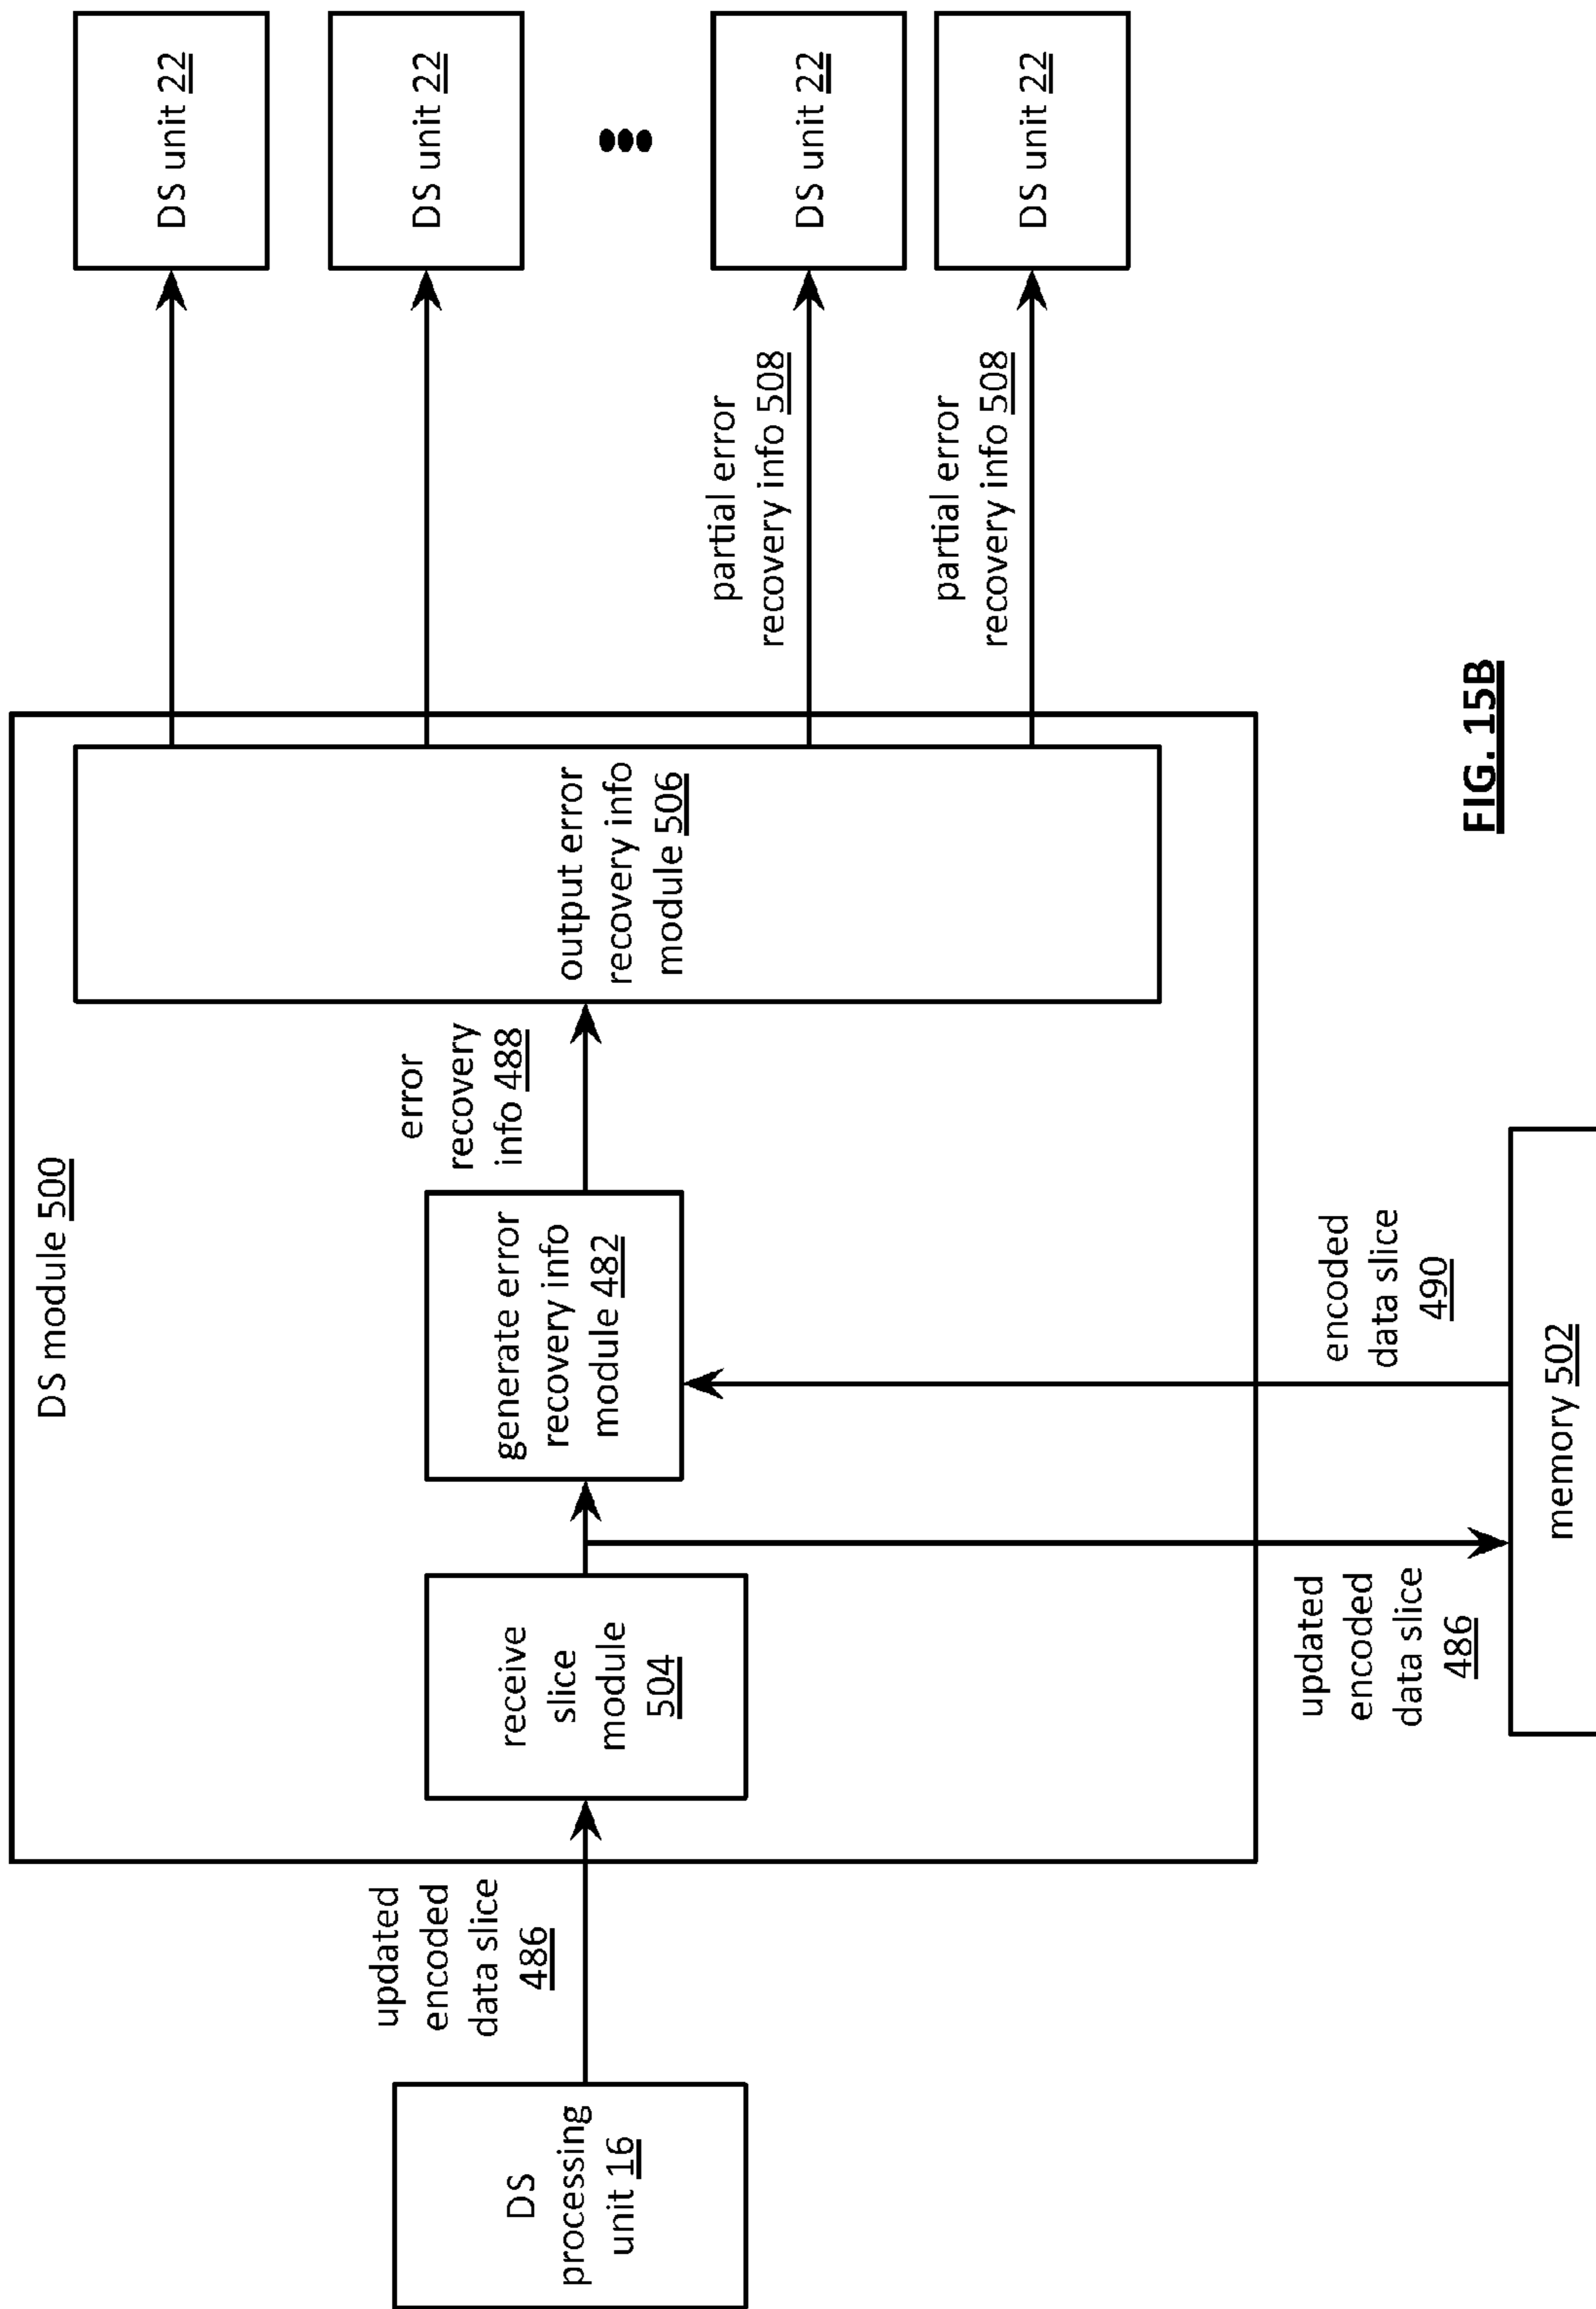 DS
processing
unit 16
updated
encoded
data slice
486
DS module 500
receive
slice
module
504
generate error
recovery info
module 482
error
recovery
info 488
output error
recovery info
module 506
updated
encoded
data slice
486
encoded
data slice
490
memory 502
partial error
recovery info 508
partial error
recovery info 508
DS unit 22
DS unit 22
DS unit 22
DS unit 22
FIG. 15B